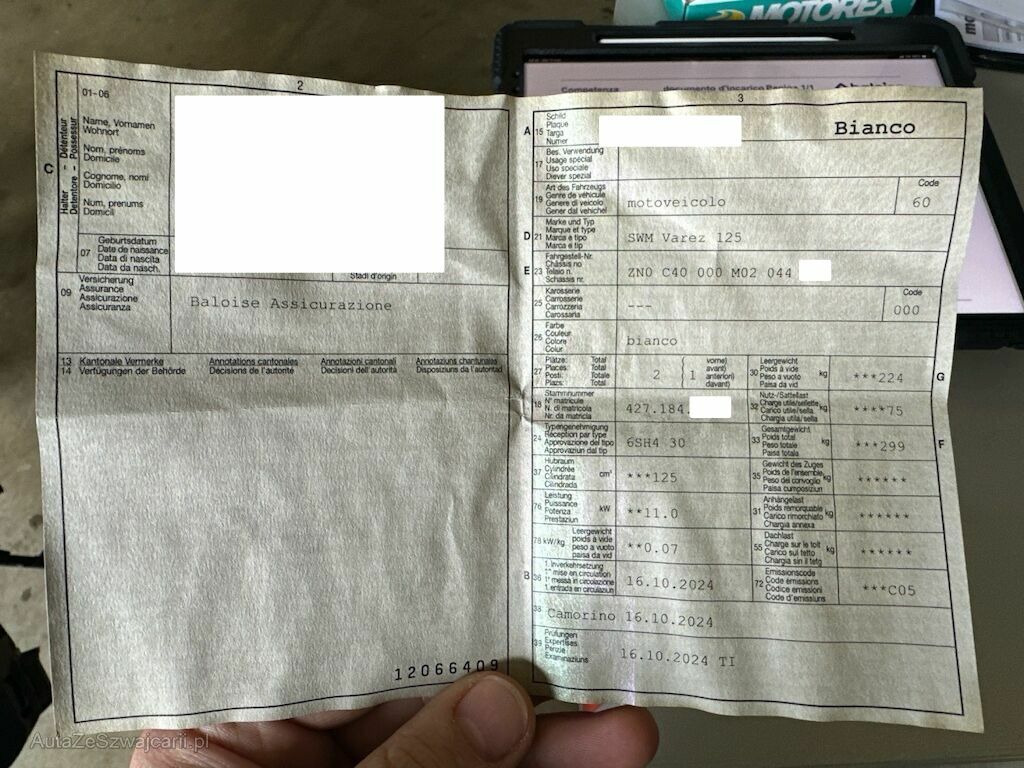 MOTOREX
Competenza documento d'incarico Pagina 1/1
2
01-06
C
Halter - Détenteur
Detentore - Possessur
Name, Vornamen
Wohnort
Nom, prénoms
Domicile
Cognome, nomi
Domicilio
Num, prenums
Domicil
07
Geburtsdatum
Date de naissance
Data di nascita
Data da nasch.
Stadi d'origin
09
Versicherung
Assurance
Assicurazione
Assicuranza
Baloise Assicurazione
13
14
Kantonale Vermerke
Verfügungen der Behörde
Annotations cantonales
Décisions de l'autorité
Annotazioni cantonali
Decisioni dell'autorità
Annotaziuns chantunalas
Disposiziuns da l'autoritad
12066409
3
A
15
Schild
Plaque
Targa
Numer
Bianco
17
Bes. Verwendung
Usage spécial
Uso speciale
Diever spezial
19
Art des Fahrzeugs
Genre de véhicule
Genere di veicolo
Gener dal vehichel
motoveicolo
Code
60
D
21
Marke und Typ
Marque et type
Marca e tipo
Marca e tip
SWM Varez 125
E
23
Fahrgestell-Nr.
Châssis no
Telaio n.
Schassis nr.
ZN0 C40 000 M02 044
25
Karosserie
Carrosserie
Carrozzeria
Carossaria
---
Code
000
26
Farbe
Couleur
Colore
Colur
bianco
27
Plätze: Total
Places: Total
Posti: Totale
Plazs: Total
2
vorne)
avant)
anteriori)
davant)
1
30
Leergewicht
Poids à vide
Peso a vuoto
Paisa da vid
kg
***224
G
18
Stammnummer
N° matricule
N. di matricola
Nr. da matricla
427.184.
32
Nutz-/Sattellast
Charge utile/sellette
Carico utile/sella
Chargia utila/sella
kg
****75
24
Typengenehmigung
Réception par type
Approvazione del tipo
Approvaziun dal tip
6SH4 30
33
Gesamtgewicht
Poids total
Peso totale
Paisa totala
kg
***299
F
37
Hubraum
Cylindrée
Cilindrata
Cilindrada
cm³
***125
35
Gewicht des Zuges
Poids de l'ensemble
Peso del convoglio
Paisa cumposiziun
kg
******
76
Leistung
Puissance
Potenza
Prestaziun
kW
**11.0
31
Anhängelast
Poids remorquable
Carico rimorchiato
Chargia annexa
kg
******
78
kW/kg
Leergewicht
poids à vide
peso a vuoto
paisa da vid
**0.07
55
Dachlast
Charge sur le toit
Carico sul tetto
Chargia sin il tetg
kg
******
B
36
1. Inverkehrsetzung
1re mise en circulation
1a messa in circolazione
1. entrada en circulaziun
16.10.2024
72
Emissionscode
Code émissions
Codice emissioni
Code d'emissiuns
***C05
38
Camorino 16.10.2024
39
Prüfungen
Expertises
Perizie
Examinaziuns
16.10.2024 TI
AutaZeSzwajcarii.pl